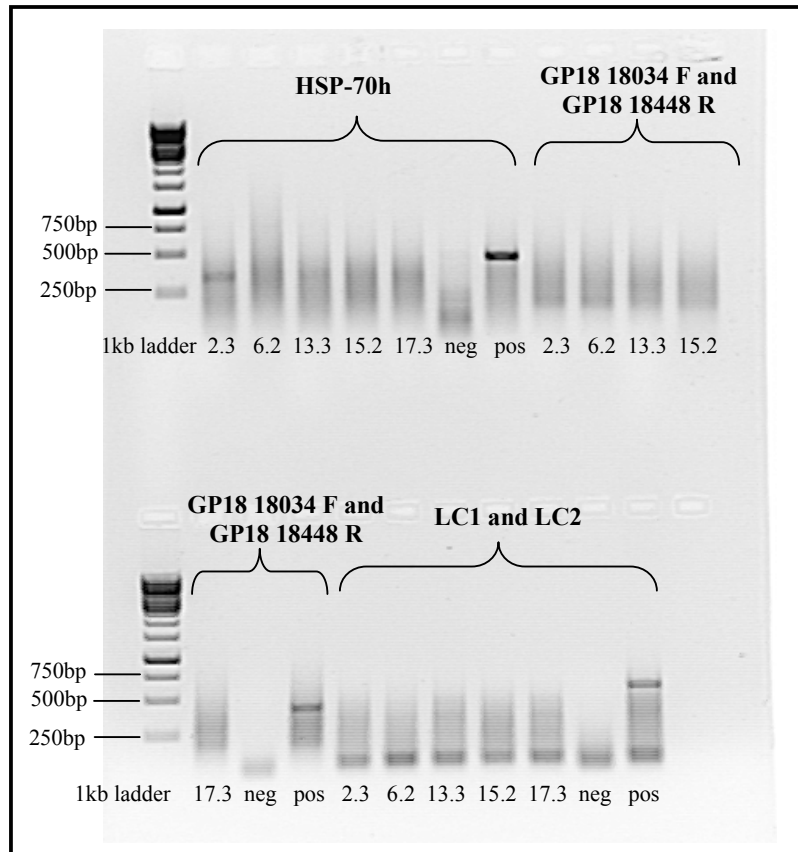 HSP-70h
GP18 18034 F and
GP18 18448 R
750bp
500bp
250bp
1kb ladder 2.3 6.2 13.3 15.2 17.3 neg pos 2.3 6.2 13.3 15.2
GP18 18034 F and
GP18 18448 R
LC1 and LC2
750bp
500bp
250bp
1kb ladder 17.3 neg pos 2.3 6.2 13.3 15.2 17.3 neg pos